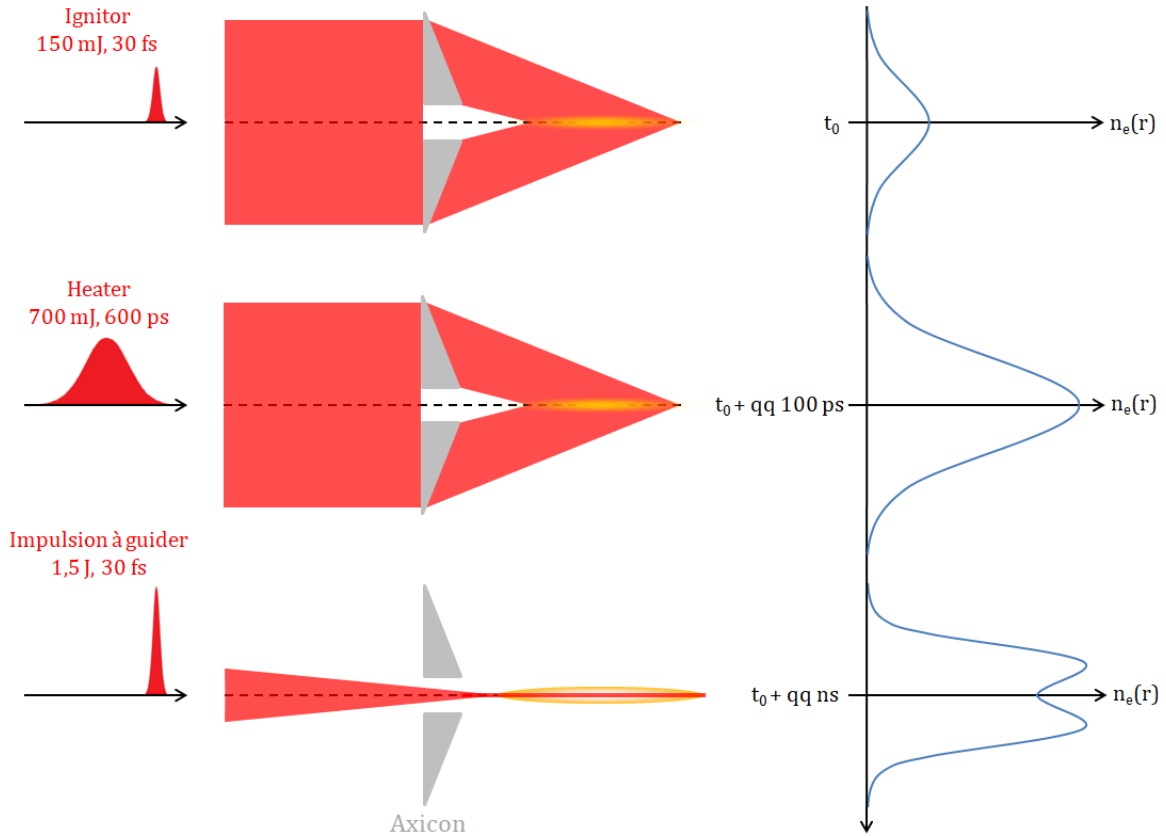 Ignitor
150 mJ, 30 fs
t₀
nₑ(r)
Heater
700 mJ, 600 ps
t₀ + qq 100 ps
nₑ(r)
Impulsion à guider
1,5 J, 30 fs
t₀ + qq ns
nₑ(r)
Axicon